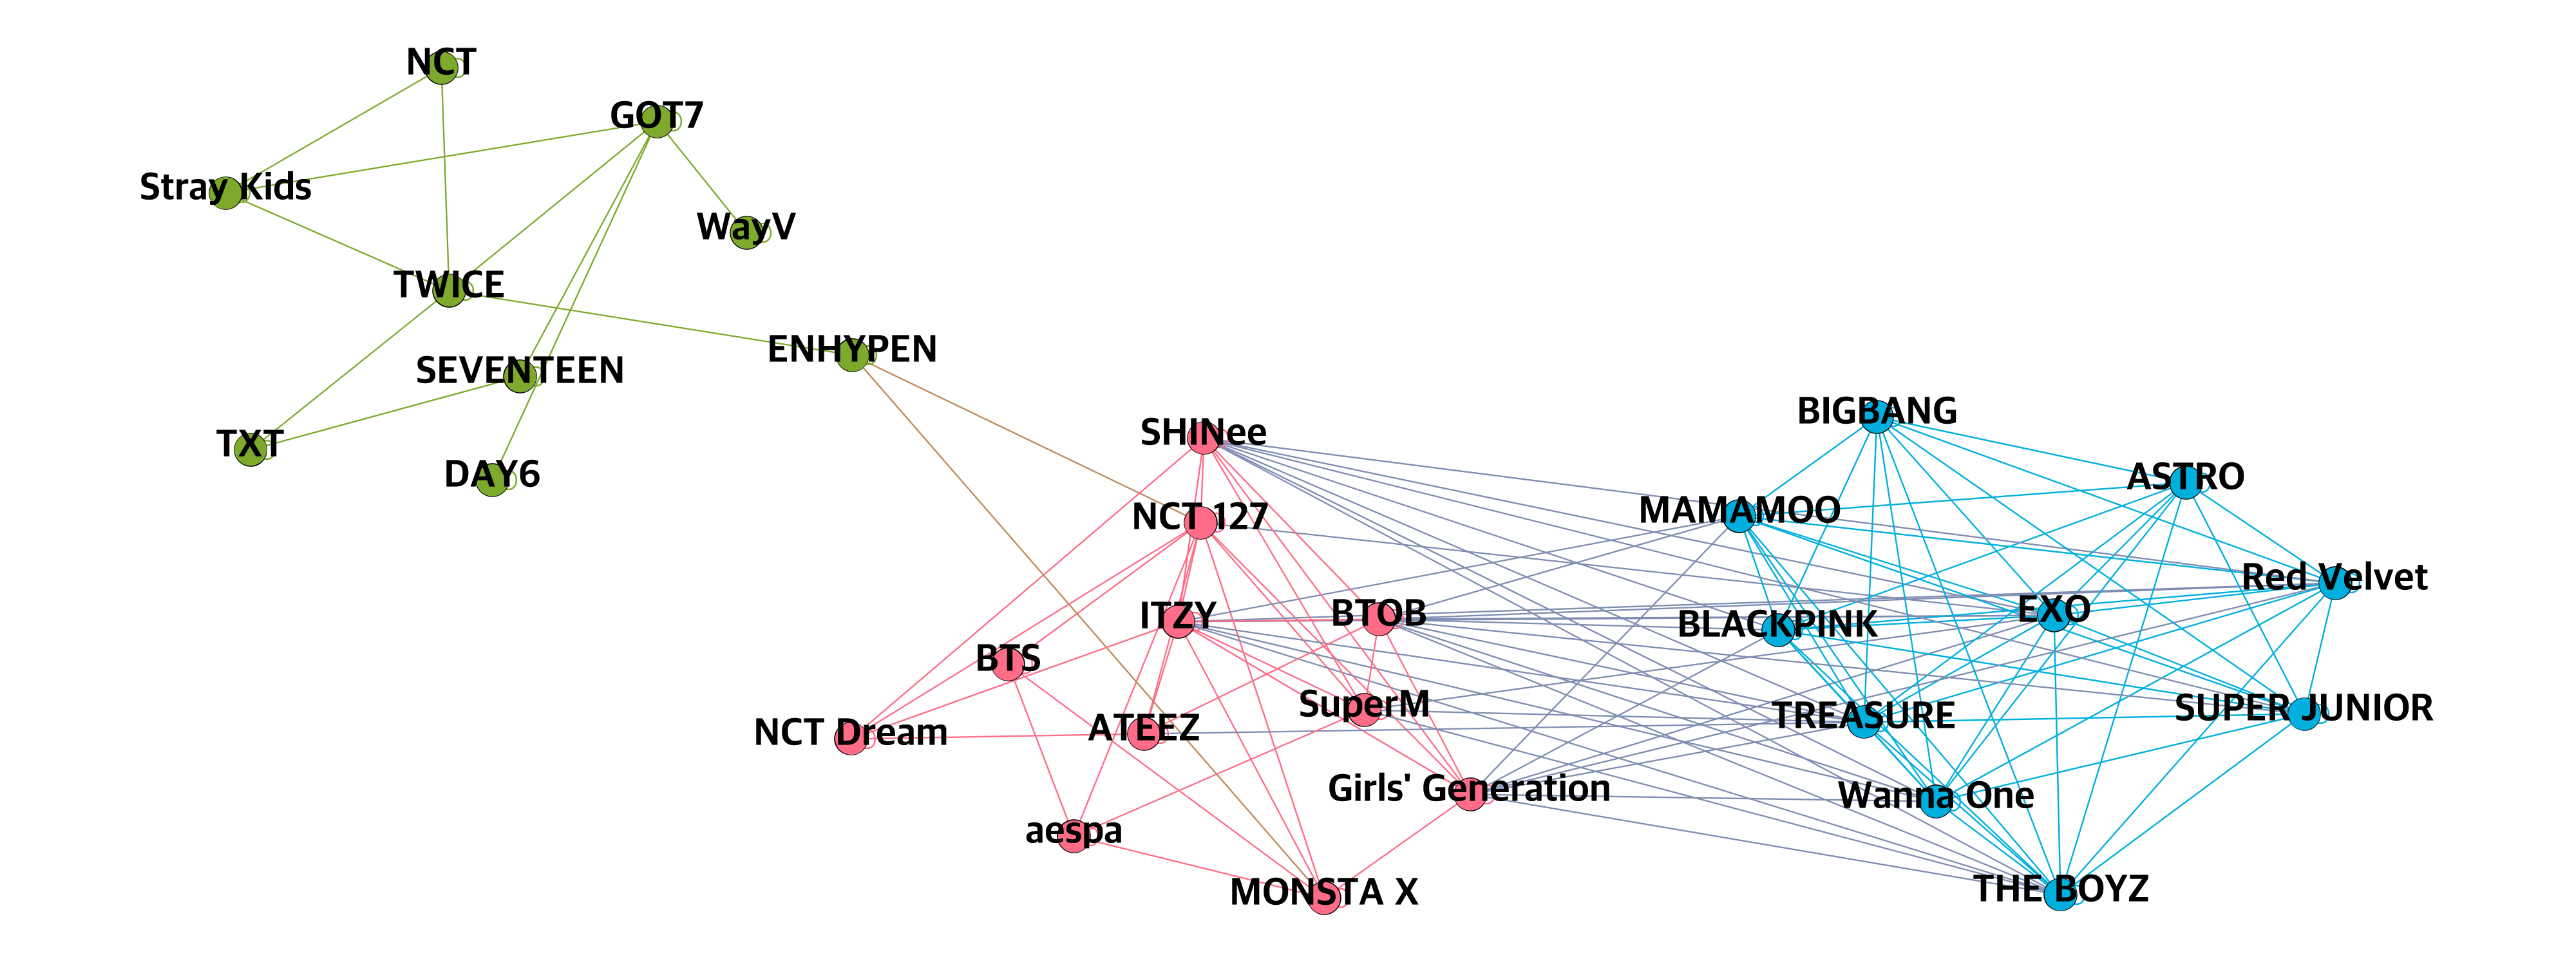 NCT
GOT7
Stray Kids
WayV
TWICE
ENHYPEN
SEVENTEEN
TXT
DAY6
SHINee
BIGBANG
ASTRO
NCT 127
MAMAMOO
Red Velvet
ITZY
BTOB
BLACKPINK
EXO
BTS
NCT Dream
ATEEZ
SuperM
TREASURE
SUPER JUNIOR
Girls' Generation
Wanna One
aespa
MONSTA X
THE BOYZ